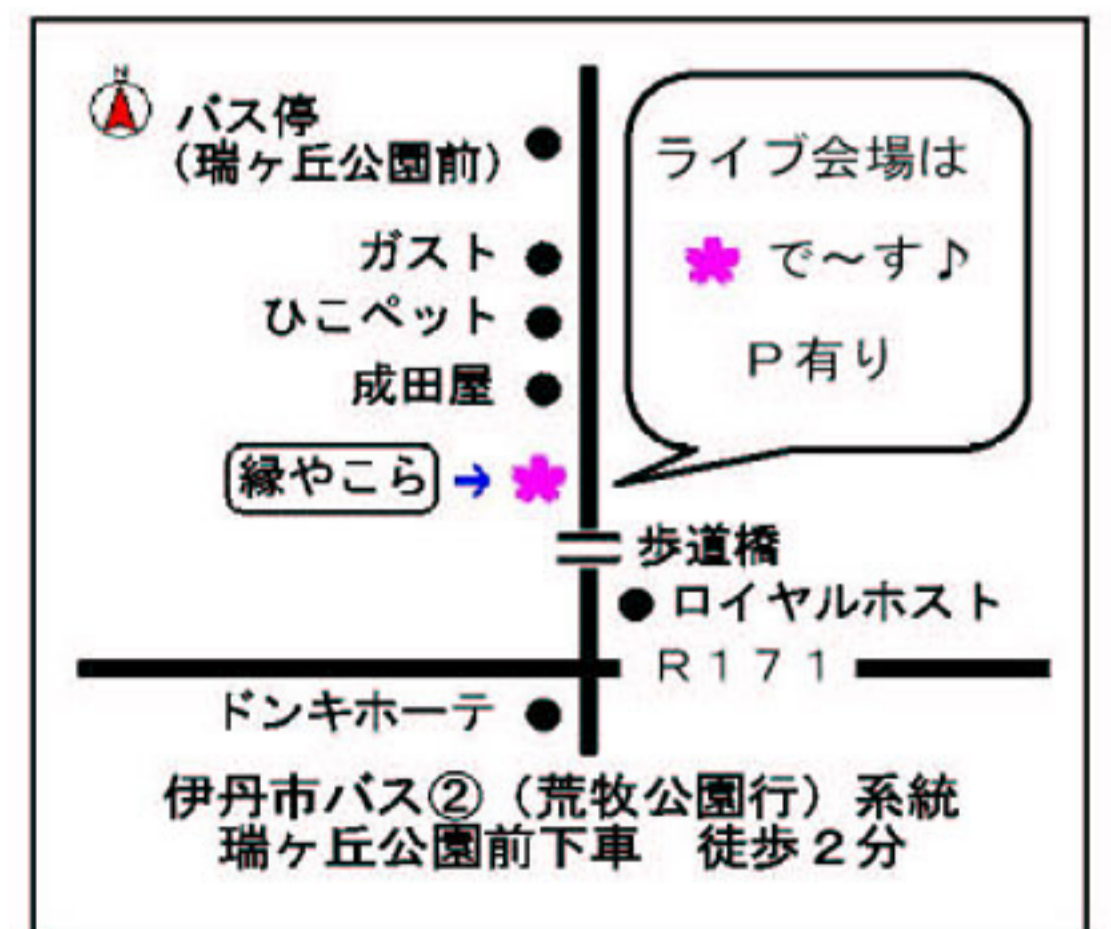 N
バス停
(瑞ヶ丘公園前)
ライブ会場は
で～す♪
P有り
ガスト
ひこペット
成田屋
縁やこら
歩道橋
ロイヤルホスト
R171
ドンキホーテ
伊丹市バス②（荒牧公園行）系統
瑞ヶ丘公園前下車　徒歩２分